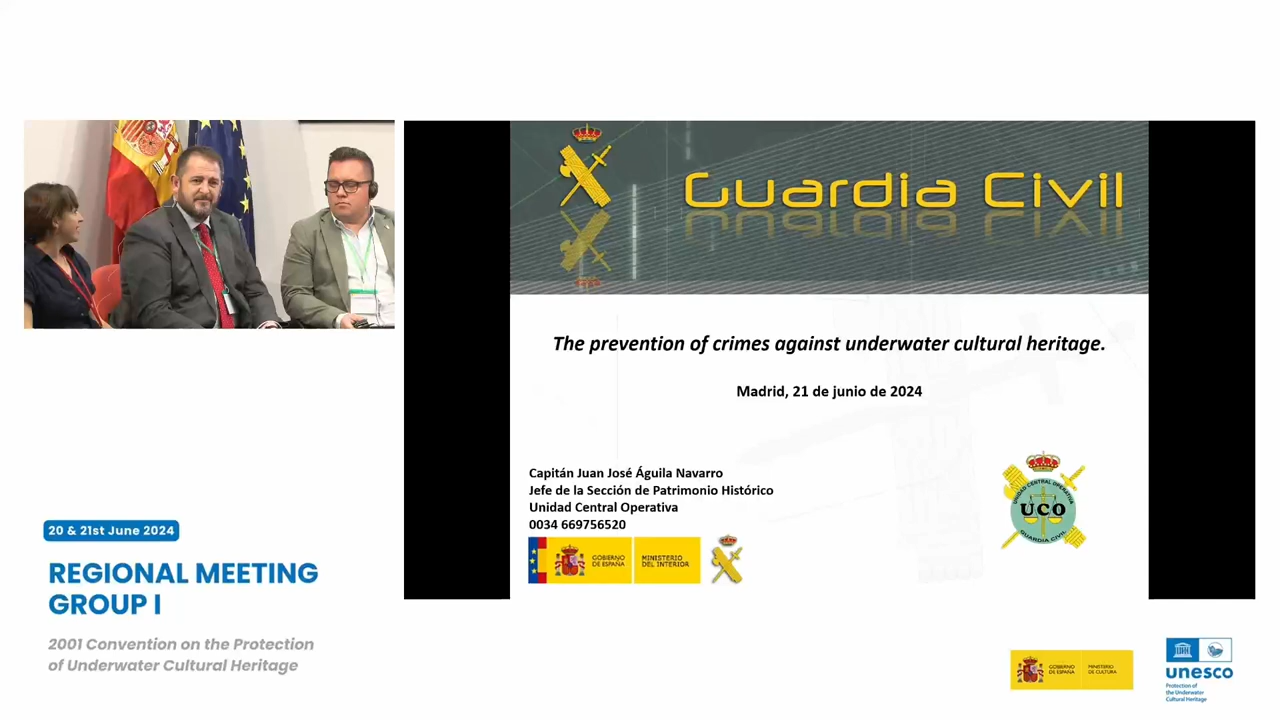 Guardia Civil
The prevention of crimes against underwater cultural heritage.
Madrid, 21 de junio de 2024
Capitán Juan José Águila Navarro
Jefe de la Sección de Patrimonio Histórico
Unidad Central Operativa
0034 669756520
GOBIERNO
DE ESPAÑA
MINISTERIO
DEL INTERIOR
UNIDAD CENTRAL OPERATIVA
UCO
GUARDIA CIVIL
20 & 21st June 2024
REGIONAL MEETING
GROUP I
2001 Convention on the Protection
of Underwater Cultural Heritage
GOBIERNO
DE ESPAÑA
MINISTERIO
DE CULTURA
unesco
Protection of
the Underwater
Cultural Heritage